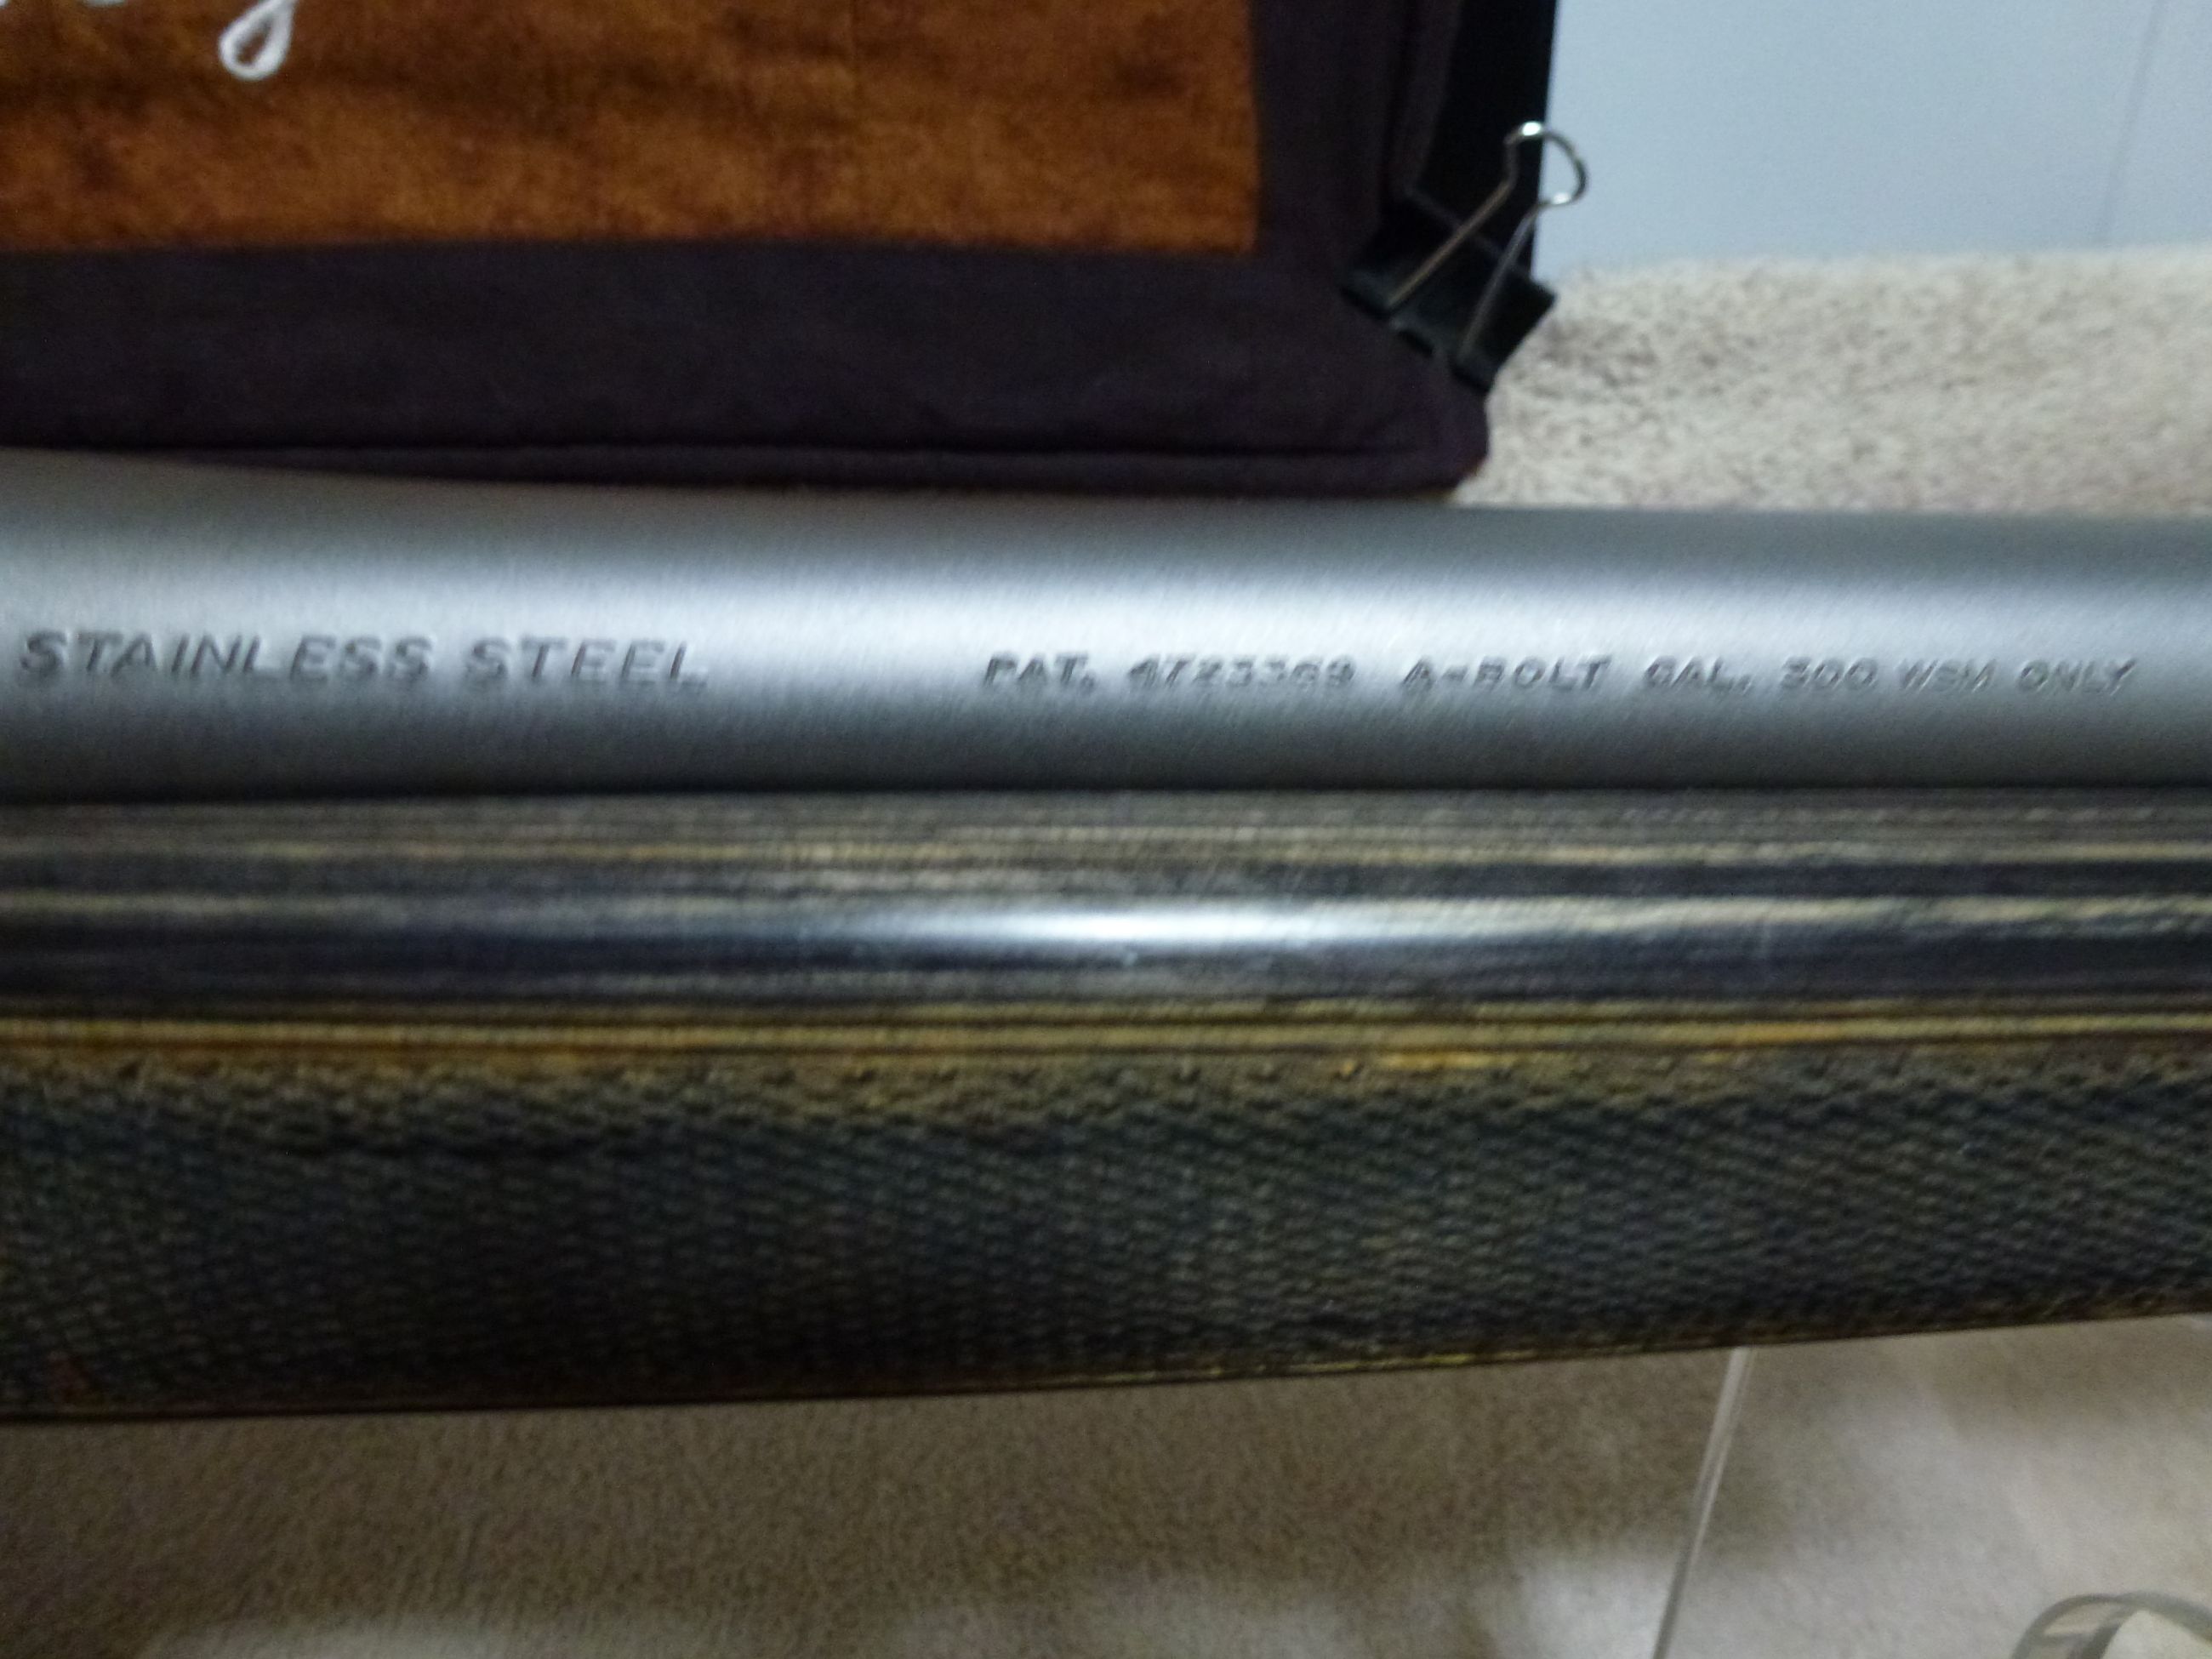 STAINLESS STEEL PAT. 4723369 A-BOLT CAL. 300 WSM ONLY